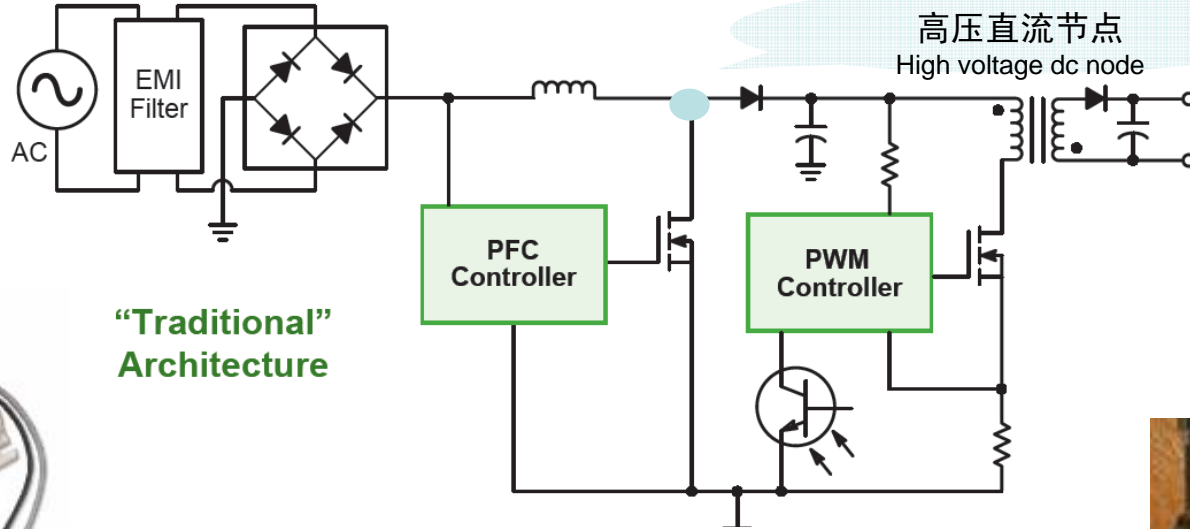 高压直流节点
High voltage dc node
EMI
Filter
AC
PFC
Controller
PWM
Controller
“Traditional”
Architecture